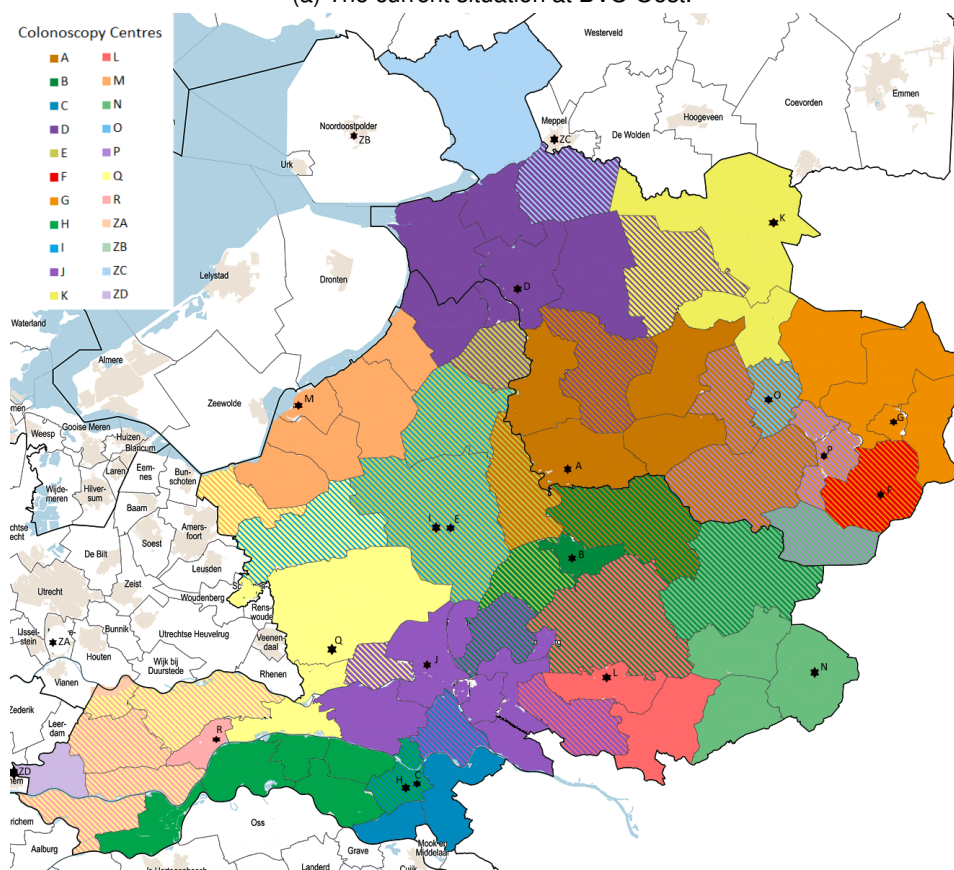 (a) The current situation at BVO Oost.
Colonoscopy Centres
A
L
B
M
C
N
D
O
E
P
F
Q
G
R
H
ZA
I
ZB
J
ZC
K
ZD
Westerveld
Emmen
Coevorden
Hoogeveen
De Wolden
Meppel
ZC
Noordoostpolder
ZB
Urk
K
Lelystad
Dronten
D
Waterland
Almere
Zeewolde
M
O
G
Weesp
Gooise Meren
Huizen
Blaricum
Laren
Eem-
nes
Bun-
schoten
P
Wijde-
meren
Hilver-
sum
A
F
Baam
Soest
Amers-
foort
I
E
De Bilt
Leusden
B
Utrecht
Zeist
Woudenberg
Rens-
woude
IJssel-
stein
ZA
Bunnik
Utrechtse Heuvelrug
Veenen-
daal
Q
Houten
Wijk bij
Duurstede
Rhenen
J
L
N
Vianen
Zederik
Leer-
dam
R
ZD
H
C
Oss
Aalburg
Grave
Mook en
Middelaar
Landerd
Cuijk